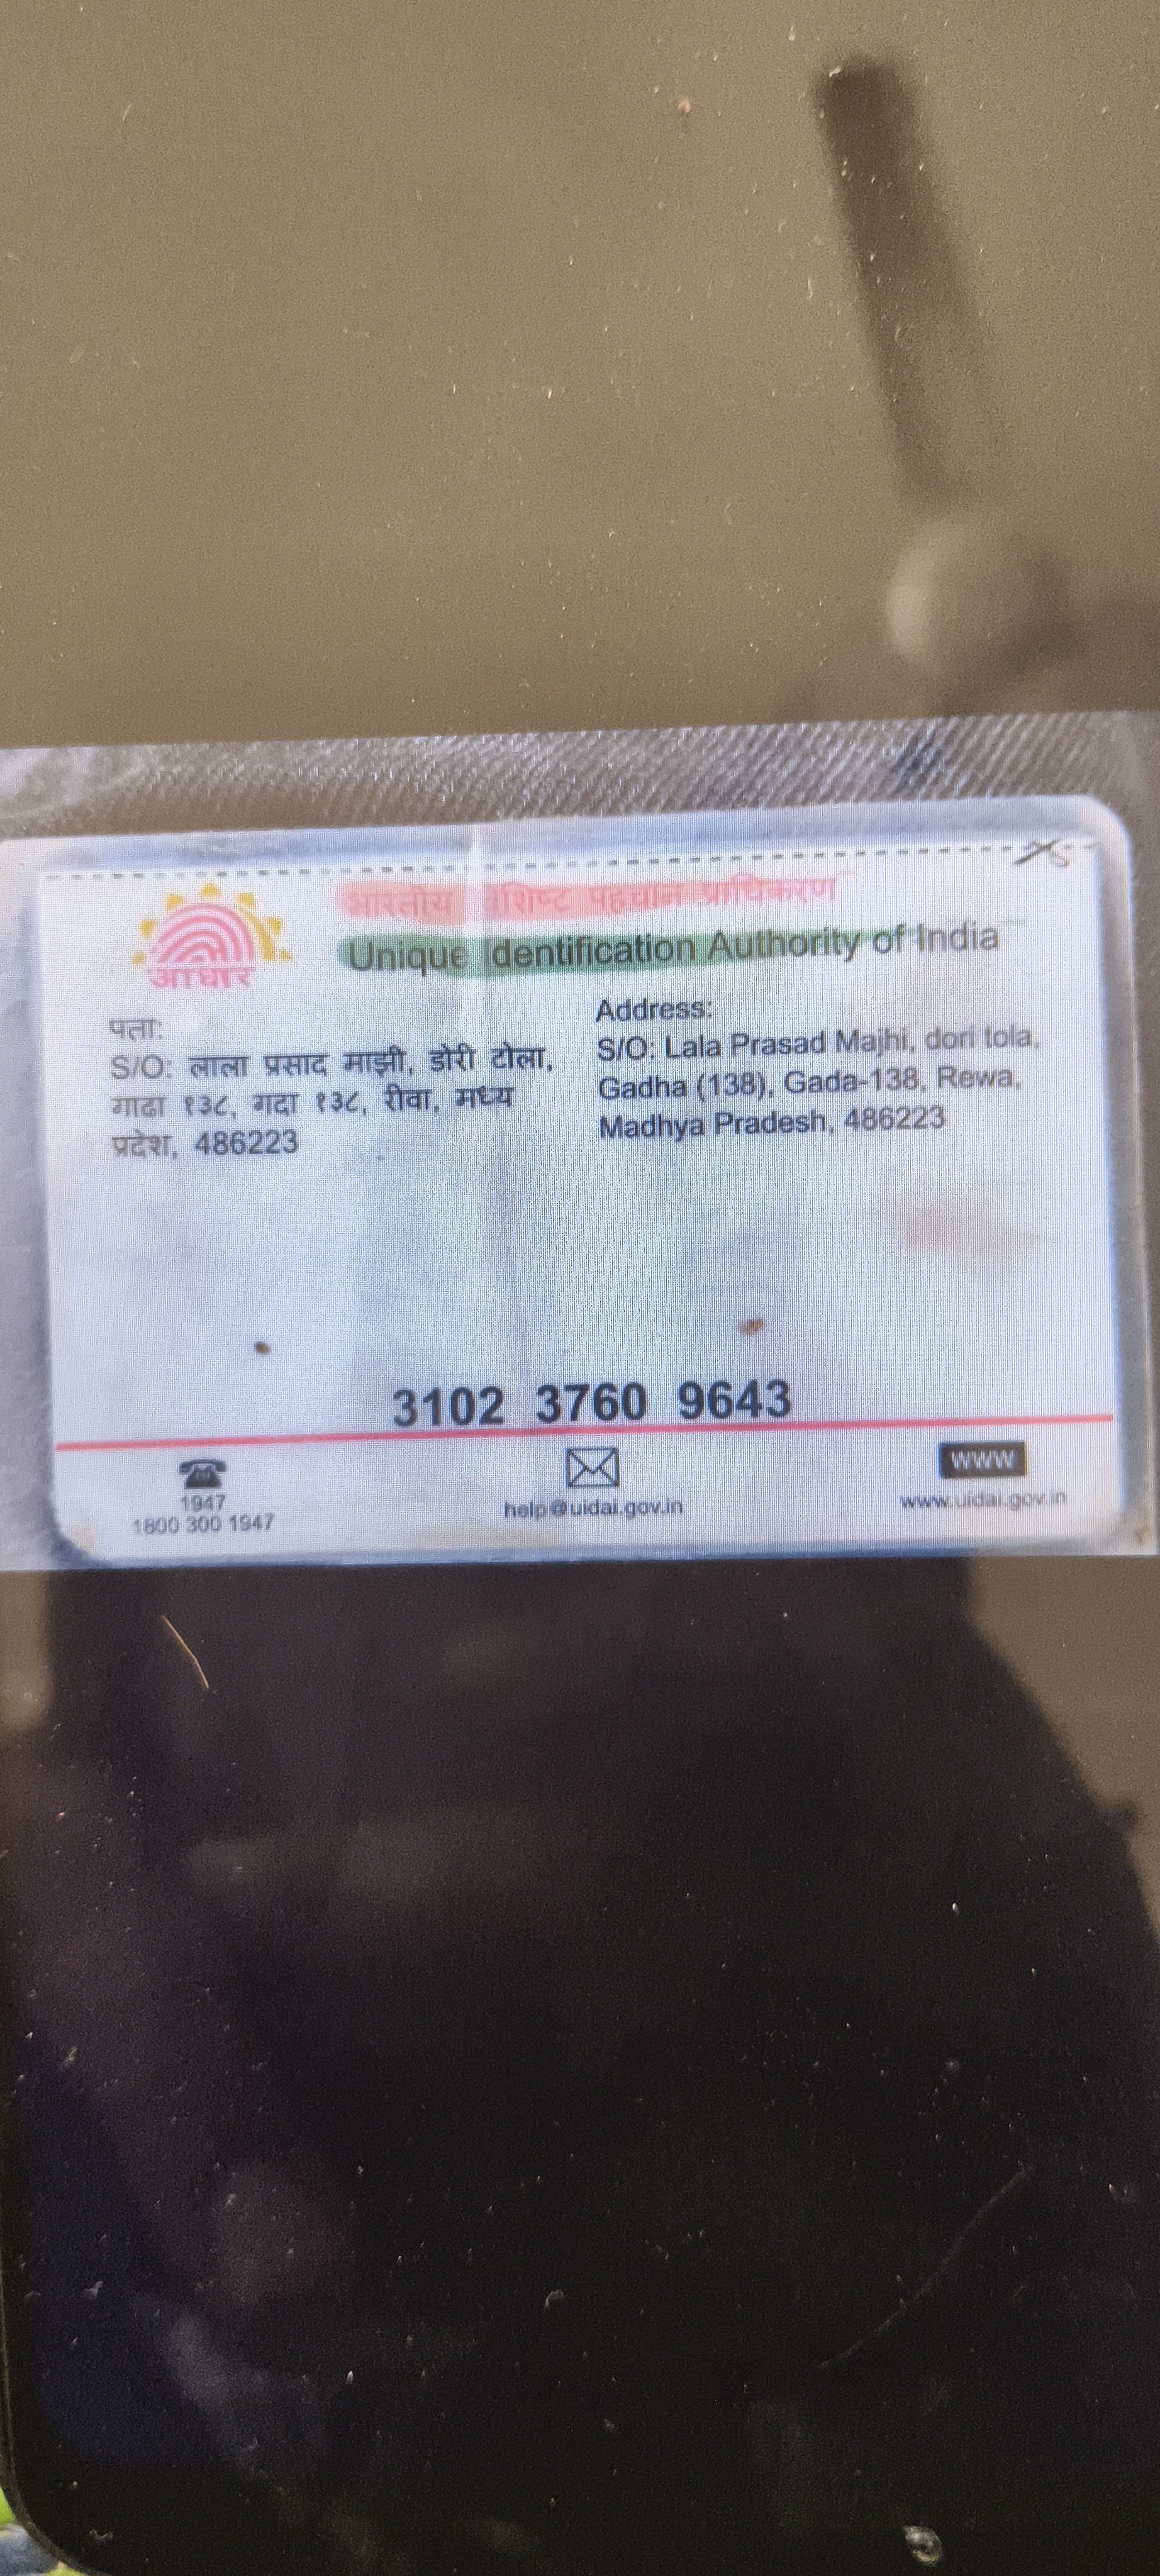 भारतीय विशिष्ट पहचान प्राधिकरण
Unique Identification Authority of India
आधार
पता:
S/O: लाला प्रसाद माझी, डोरी टोला,
गाढा १३८, गदा १३८, रीवा, मध्य
प्रदेश, 486223
Address:
S/O: Lala Prasad Majhi, dori tola,
Gadha (138), Gada-138, Rewa,
Madhya Pradesh, 486223
3102 3760 9643
1947
1800 300 1947
help@uidai.gov.in
WWW
www.uidai.gov.in